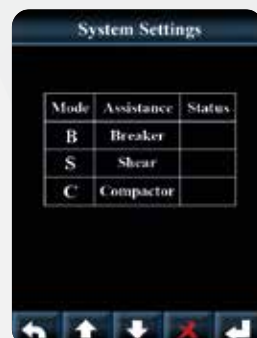 System Settings
Mode Assistance Status
B Breaker
S Shear
C Compactor